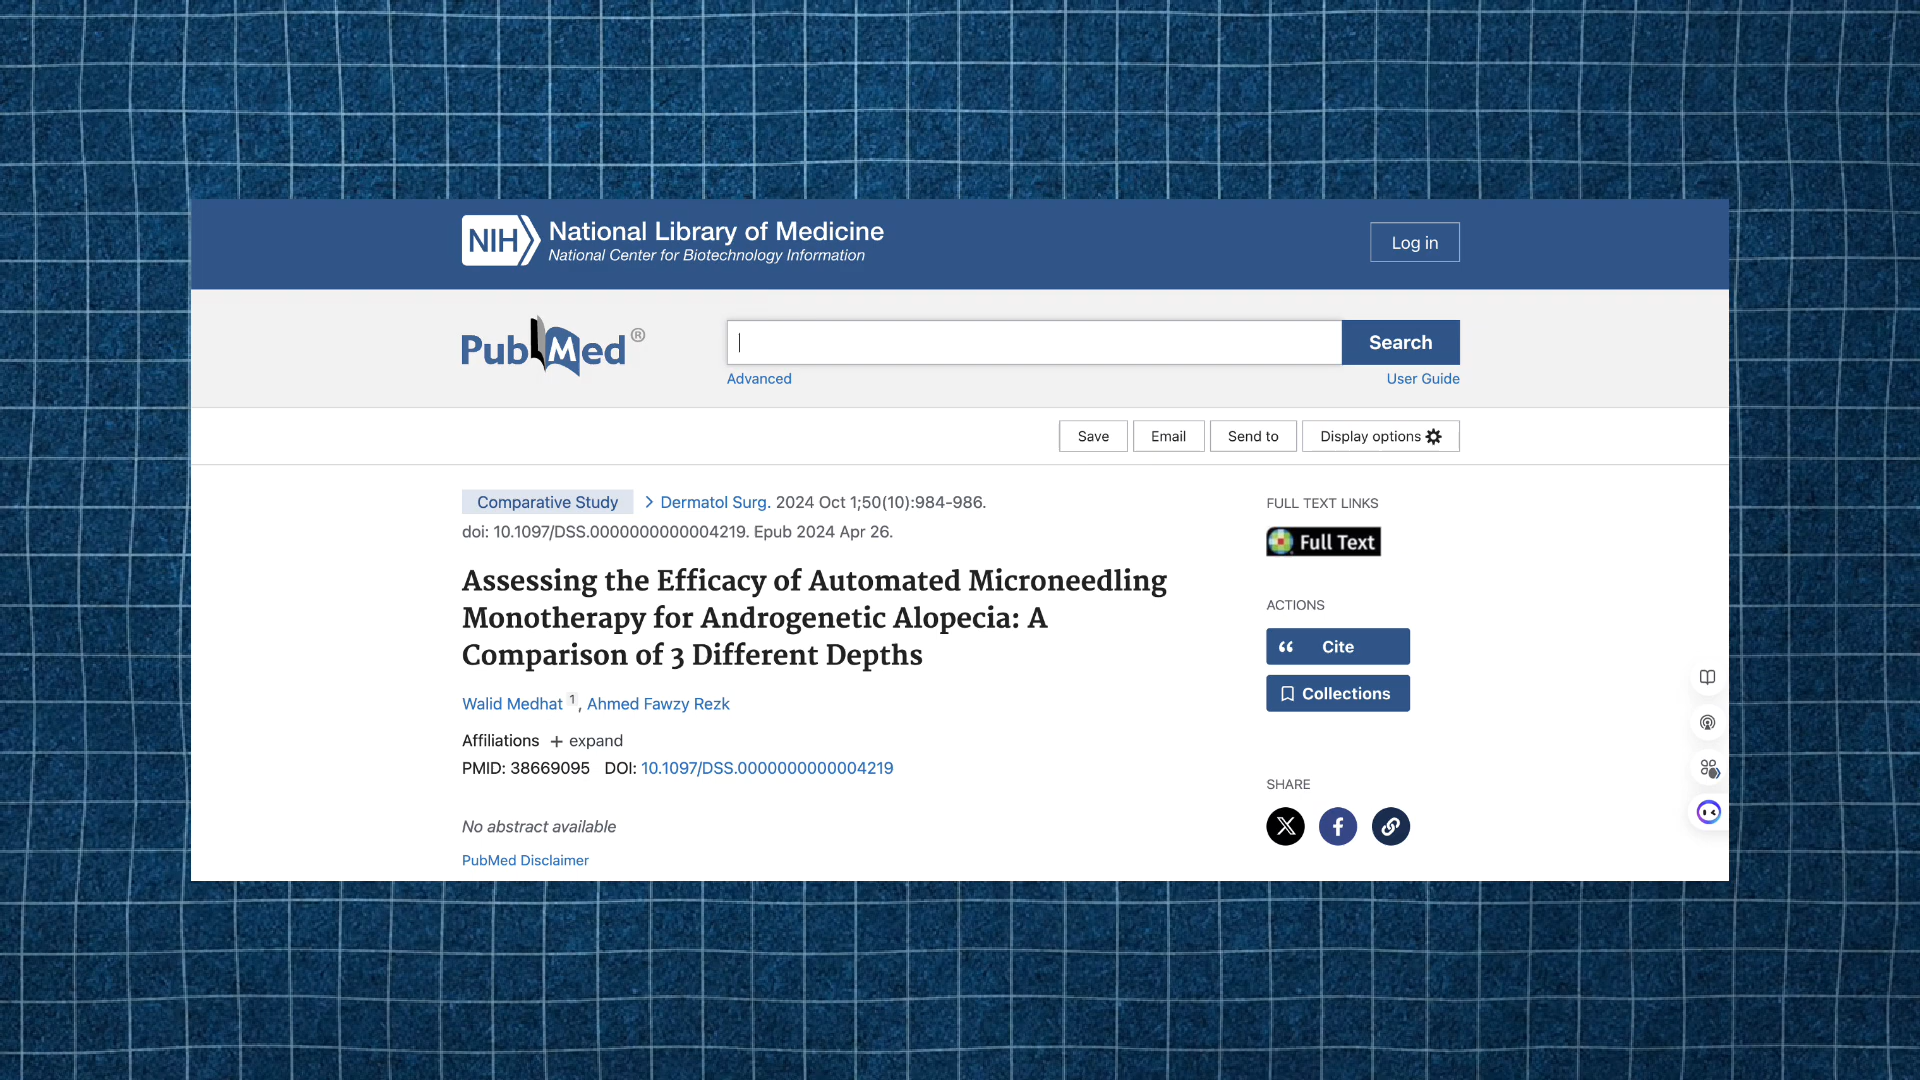 NIH National Library of Medicine
National Center for Biotechnology Information
Log in
PubMed®
Search
Advanced
User Guide
Save
Email
Send to
Display options
Comparative Study
> Dermatol Surg. 2024 Oct 1;50(10):984-986.
doi: 10.1097/DSS.0000000000004219. Epub 2024 Apr 26.
Assessing the Efficacy of Automated Microneedling
Monotherapy for Androgenetic Alopecia: A
Comparison of 3 Different Depths
Walid Medhat 1, Ahmed Fawzy Rezk
Affiliations + expand
PMID: 38669095 DOI: 10.1097/DSS.0000000000004219
No abstract available
PubMed Disclaimer
FULL TEXT LINKS
Full Text
ACTIONS
Cite
Collections
SHARE